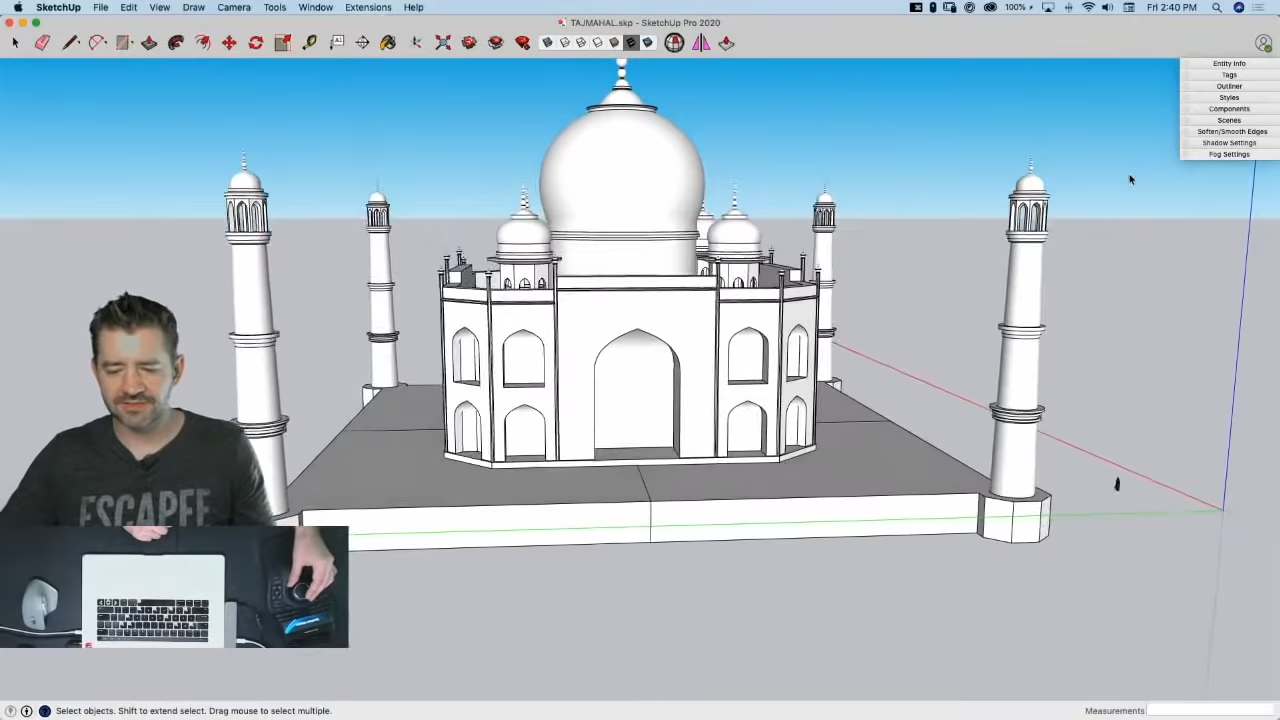 SketchUp File Edit View Draw Camera Tools Window Extensions Help 100% Fri 2:40 PM
TAJMAHAL.skp - SketchUp Pro 2020
Entity Info
Tags
Outliner
Styles
Components
Scenes
Soften/Smooth Edges
Shadow Settings
Fog Settings
ESCAPEE
Select objects. Shift to extend select. Drag mouse to select multiple.
Measurements